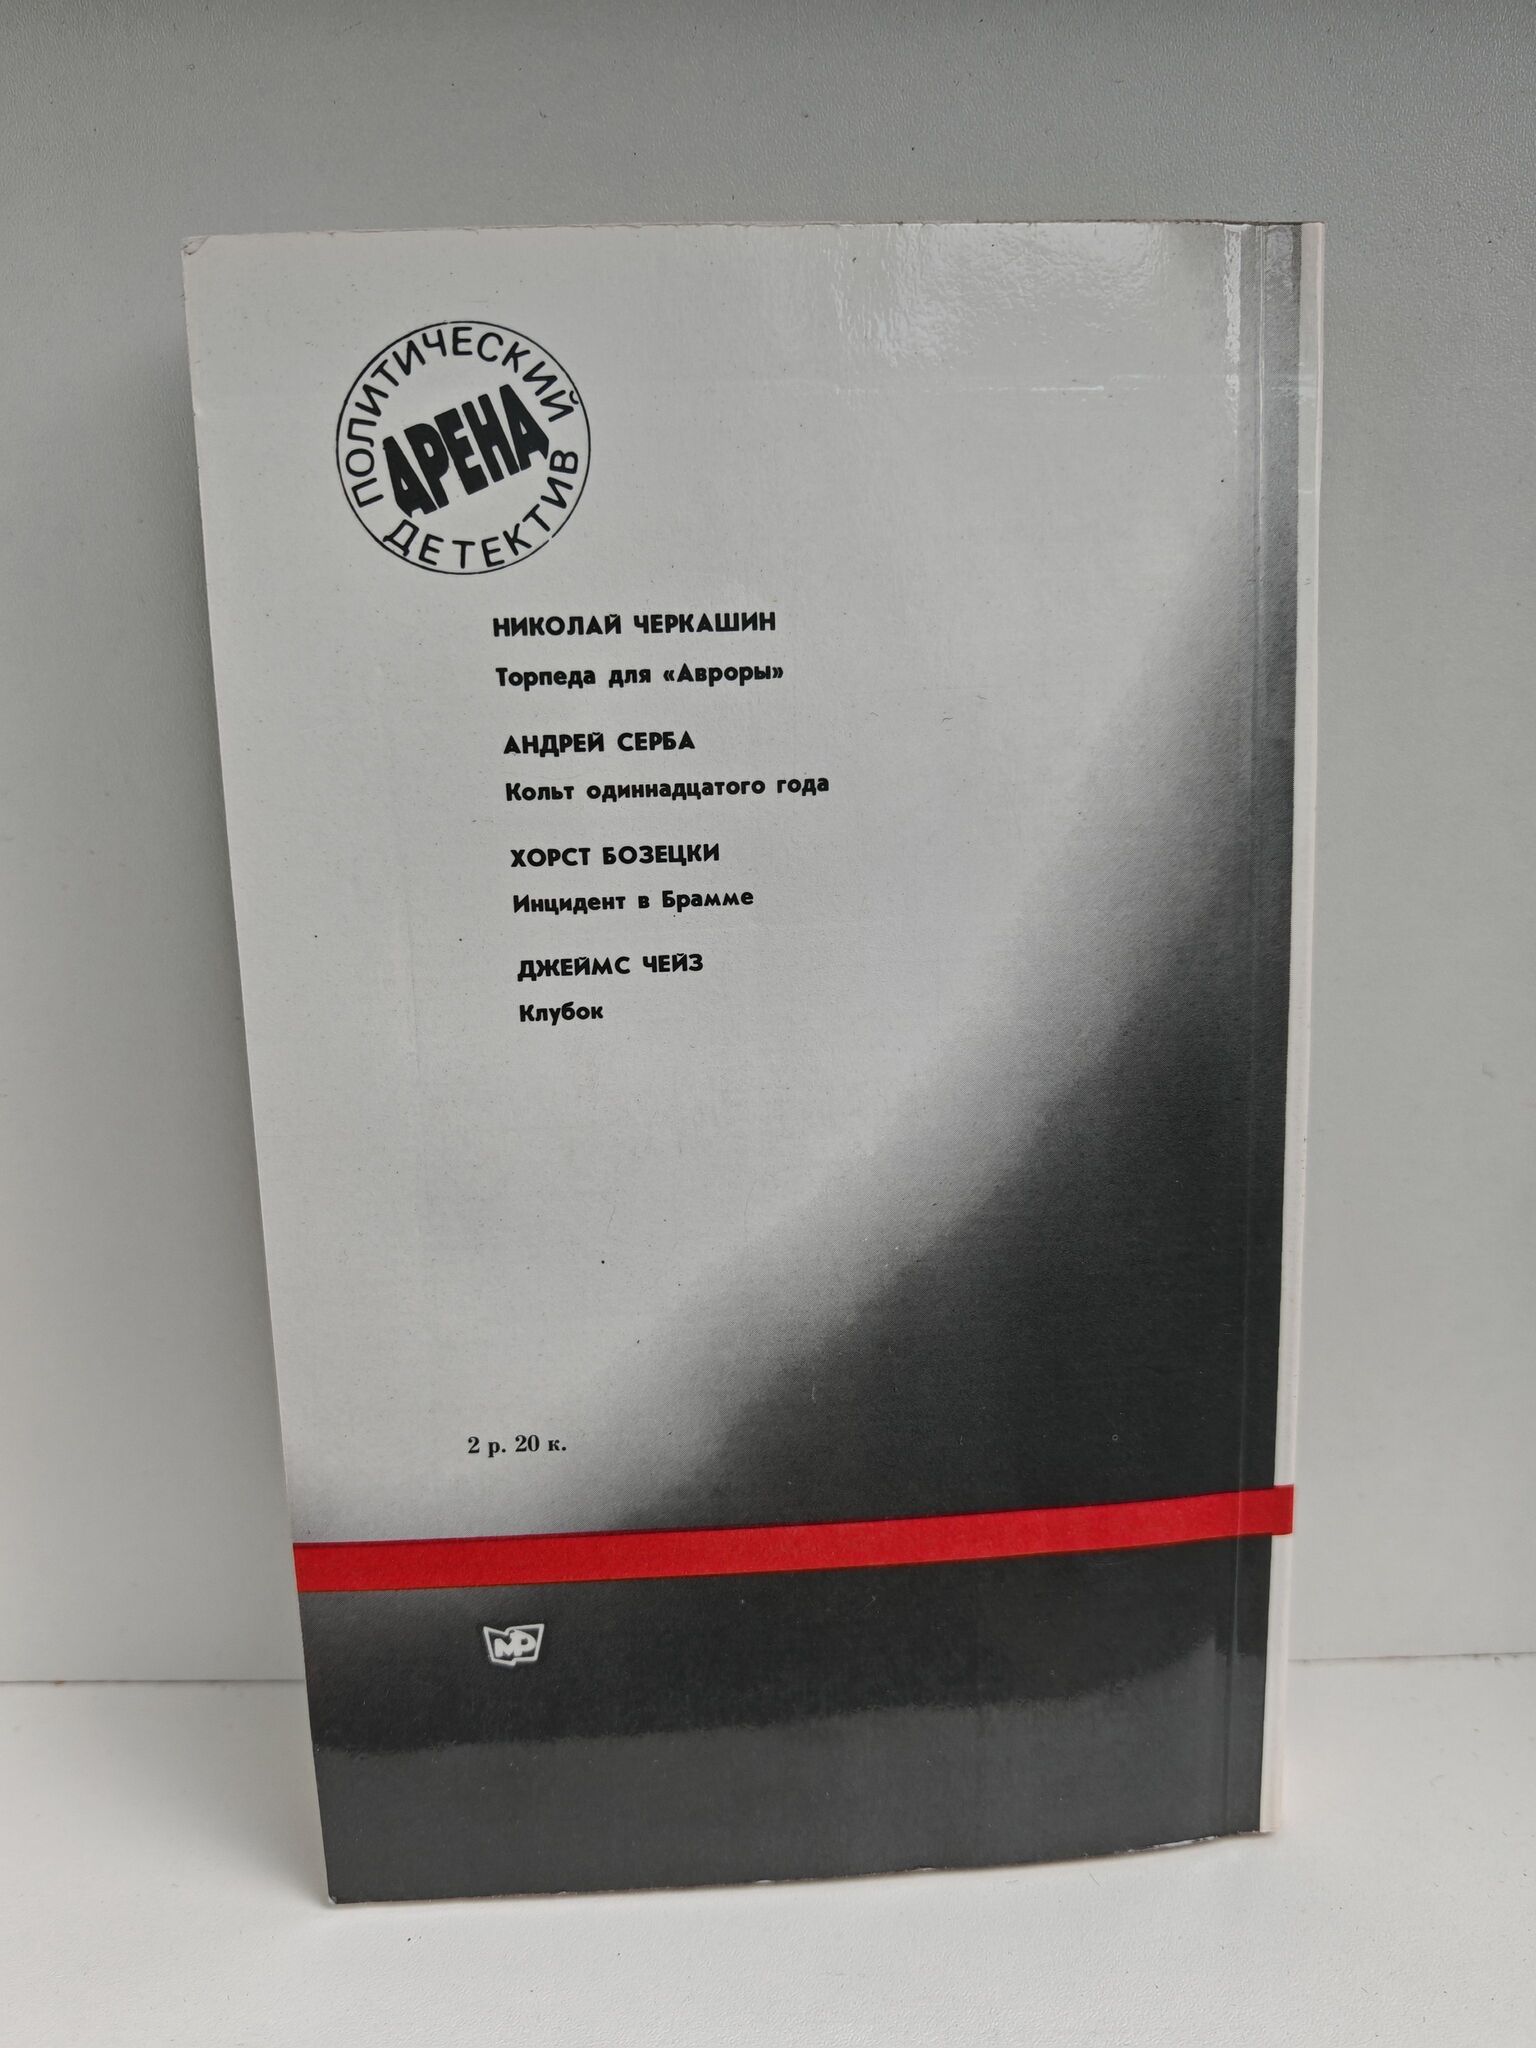 ПОЛИТИЧЕСКИЙ
АРЕНА
ДЕТЕКТИВ
НИКОЛАЙ ЧЕРКАШИН
Торпеда для «Авроры»
АНДРЕЙ СЕРБА
Кольт одиннадцатого года
ХОРСТ БОЗЕЦКИ
Инцидент в Брамме
ДЖЕЙМС ЧЕЙЗ
Клубок
2 р. 20 к.
МР